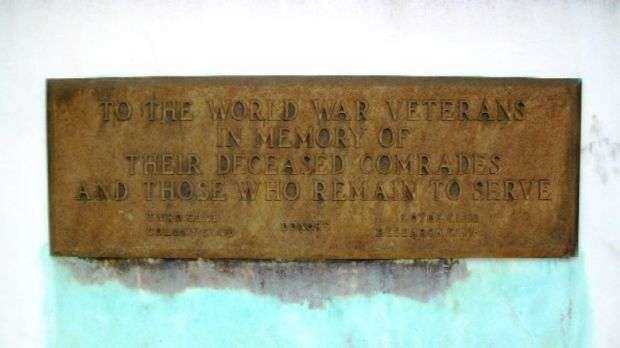 TO THE WORLD WAR VETERANS
IN MEMORY OF
THEIR DECEASED COMRADES
AND THOSE WHO REMAIN TO SERVE